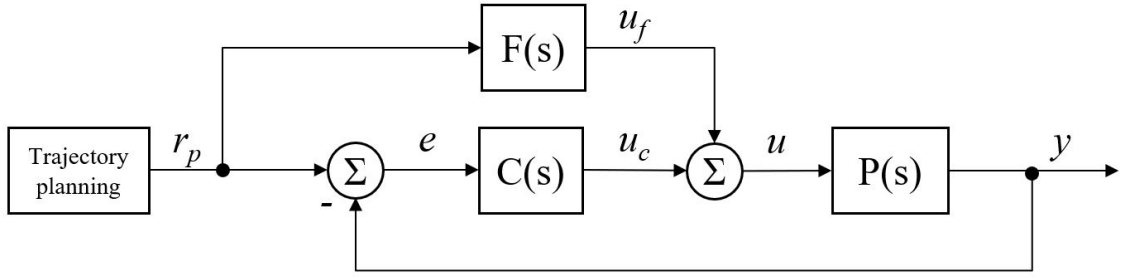 F(s)
u_f
Trajectory
planning
r_p
Σ
-
e
C(s)
u_c
Σ
u
P(s)
y